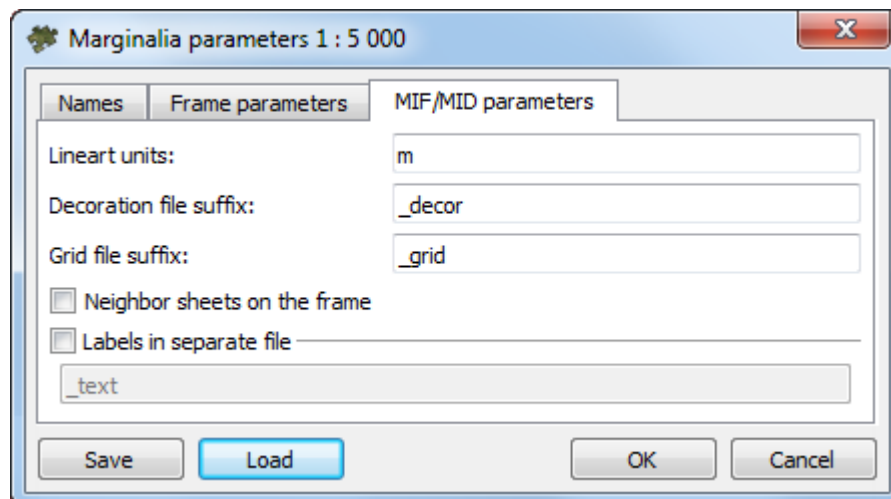 Marginalia parameters 1 : 5 000
Names Frame parameters MIF/MID parameters
Lineart units: m
Decoration file suffix: _decor
Grid file suffix: _grid
Neighbor sheets on the frame
Labels in separate file
_text
Save Load OK Cancel